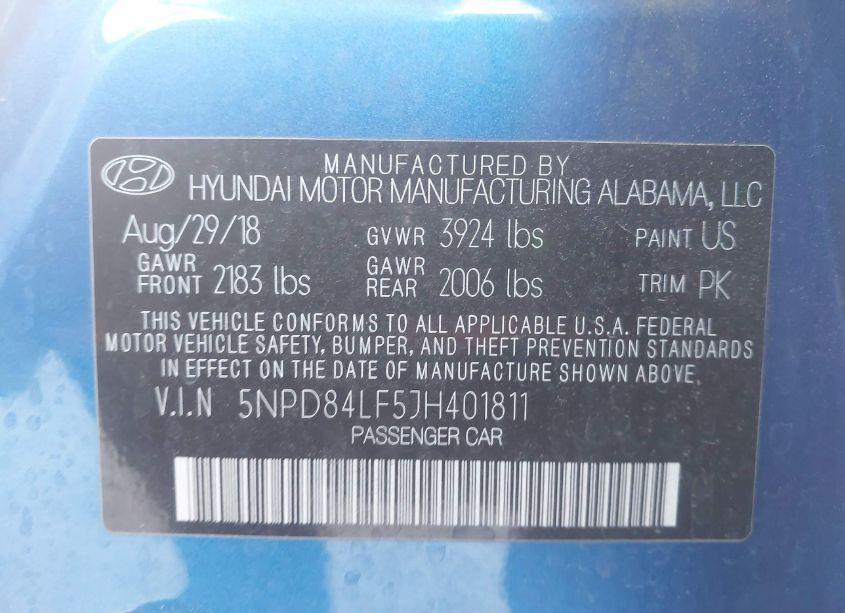 MANUFACTURED BY
HYUNDAI MOTOR MANUFACTURING ALABAMA, LLC
Aug/29/18 GVWR 3924 lbs PAINT US
GAWR FRONT 2183 lbs GAWR REAR 2006 lbs TRIM PK
THIS VEHICLE CONFORMS TO ALL APPLICABLE U.S.A. FEDERAL
MOTOR VEHICLE SAFETY, BUMPER, AND THEFT PREVENTION STANDARDS
IN EFFECT ON THE DATE OF MANUFACTURE SHOWN ABOVE.
V.I.N 5NPD84LF5JH401811
PASSENGER CAR